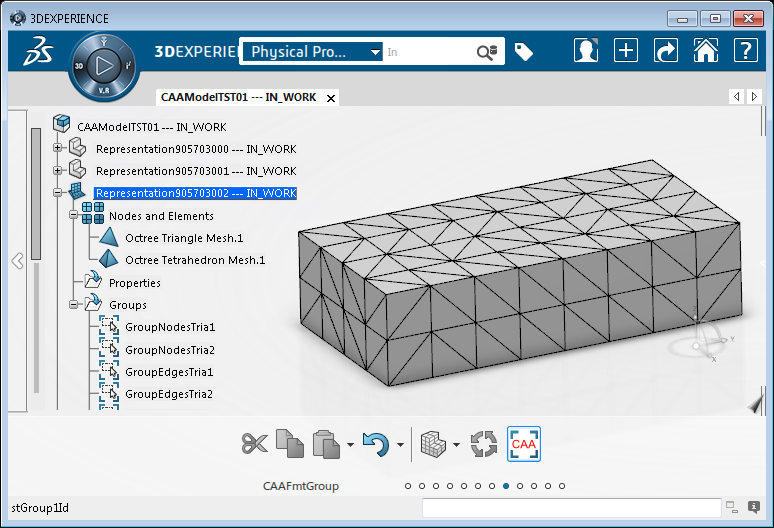 3DEXPERIENCE
3DEXPERIEN
Physical Pro...
In
3D
V.R
CAAModelTST01 --- IN_WORK
CAAModelTST01 --- IN_WORK
Representation905703000 --- IN_WORK
Representation905703001 --- IN_WORK
Representation905703002 --- IN_WORK
Nodes and Elements
Octree Triangle Mesh.1
Octree Tetrahedron Mesh.1
Properties
Groups
GroupNodesTria1
GroupNodesTria2
GroupEdgesTria1
GroupEdgesTria2
Y
X
CAA
CAAFmtGroup
stGroup1Id